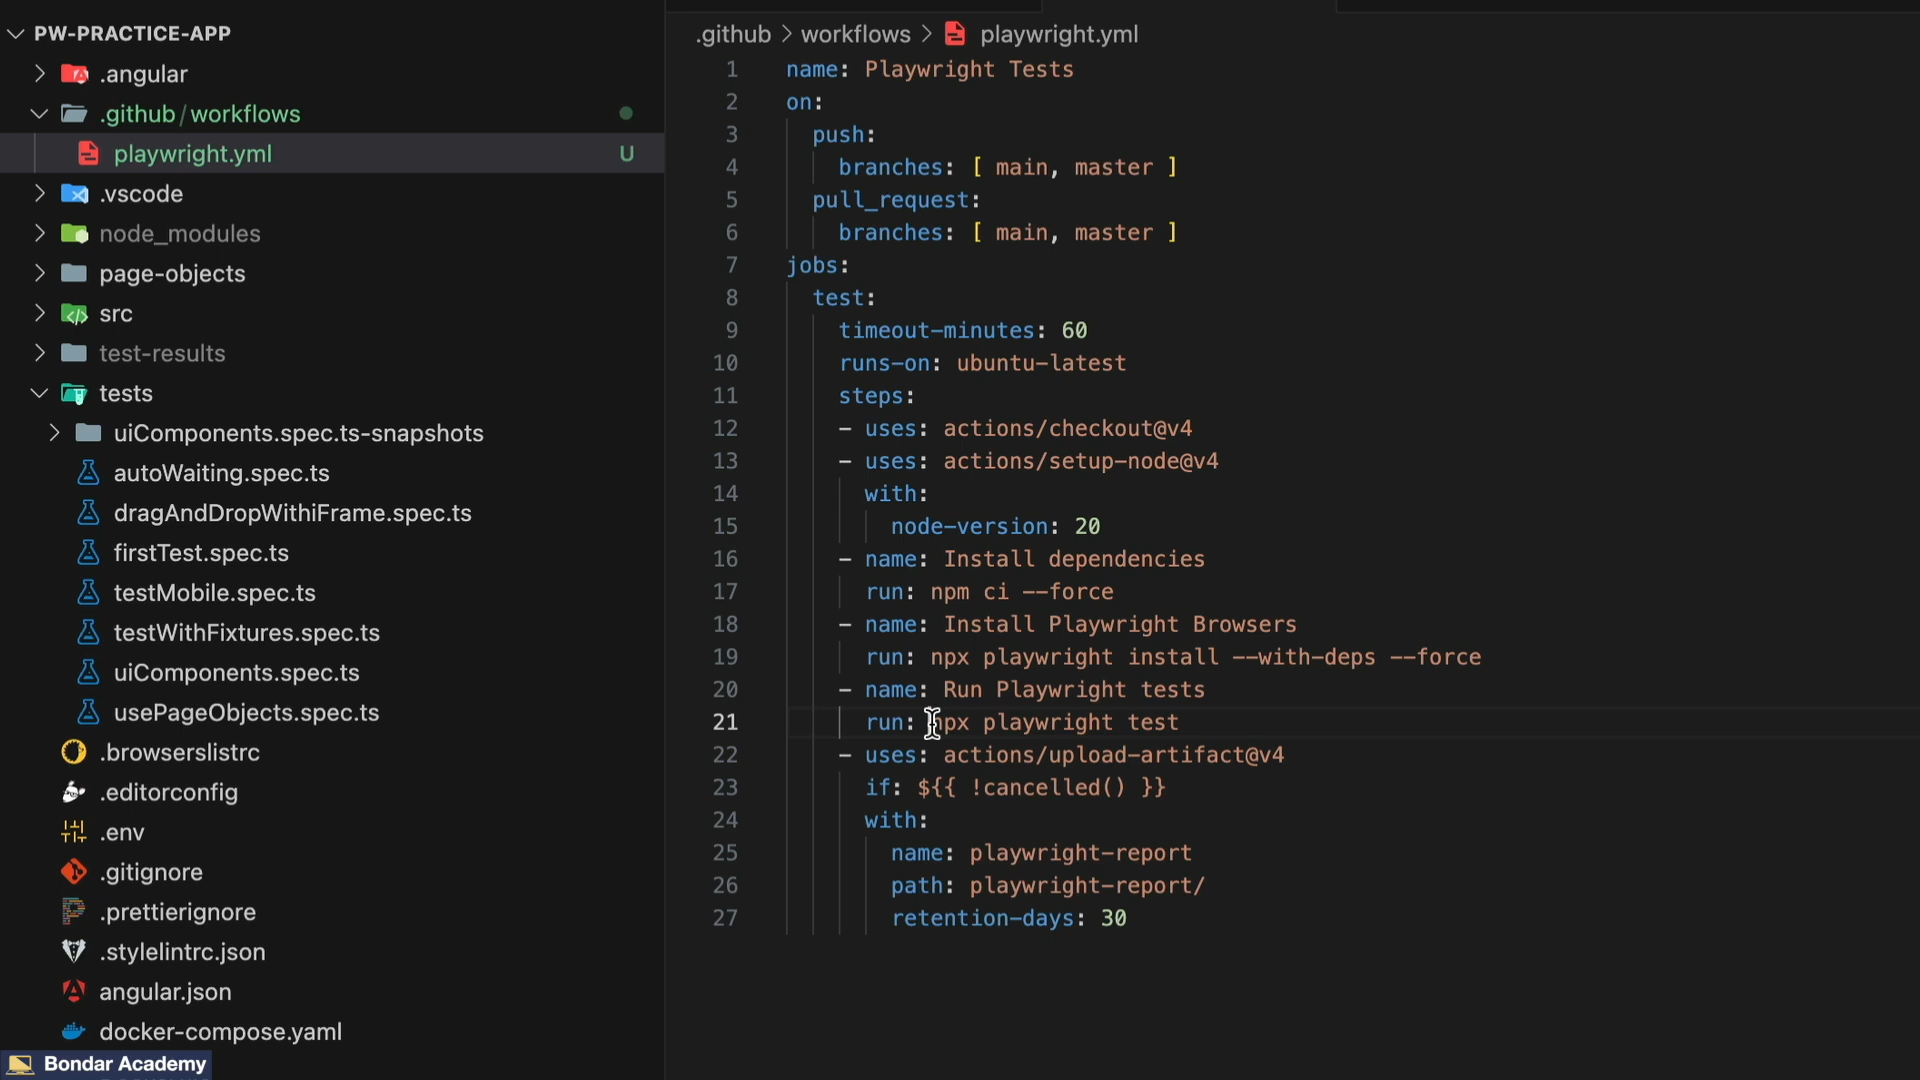 PW-PRACTICE-APP
.angular
.github/workflows
playwright.yml U
.vscode
node_modules
page-objects
src
test-results
tests
uiComponents.spec.ts-snapshots
autoWaiting.spec.ts
dragAndDropWithiFrame.spec.ts
firstTest.spec.ts
testMobile.spec.ts
testWithFixtures.spec.ts
uiComponents.spec.ts
usePageObjects.spec.ts
.browserslistrc
.editorconfig
.env
.gitignore
.prettierignore
.stylelintrc.json
angular.json
docker-compose.yaml
Bondar Academy
.github > workflows > playwright.yml
1 name: Playwright Tests
2 on:
3 push:
4 branches: [ main, master ]
5 pull_request:
6 branches: [ main, master ]
7 jobs:
8 test:
9 timeout-minutes: 60
10 runs-on: ubuntu-latest
11 steps:
12 - uses: actions/checkout@v4
13 - uses: actions/setup-node@v4
14 with:
15 node-version: 20
16 - name: Install dependencies
17 run: npm ci --force
18 - name: Install Playwright Browsers
19 run: npx playwright install --with-deps --force
20 - name: Run Playwright tests
21 run: npx playwright test
22 - uses: actions/upload-artifact@v4
23 if: ${{ !cancelled() }}
24 with:
25 name: playwright-report
26 path: playwright-report/
27 retention-days: 30